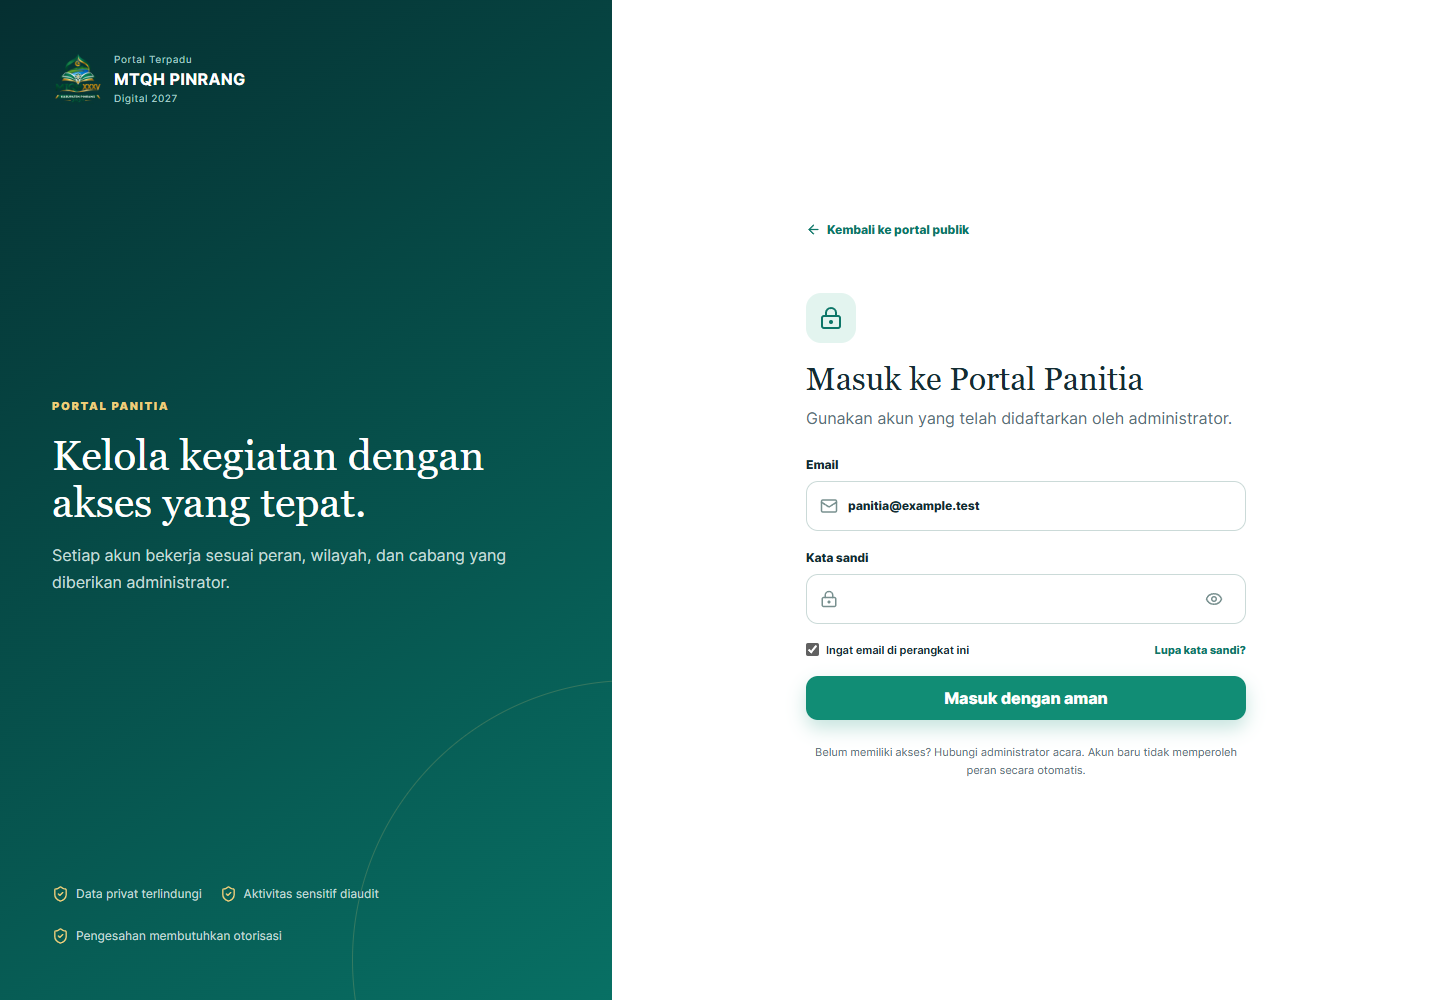 Portal Terpadu
MTQH PINRANG
Digital 2027
PORTAL PANITIA
Kelola kegiatan dengan
akses yang tepat.
Setiap akun bekerja sesuai peran, wilayah, dan cabang yang
diberikan administrator.
Data privat terlindungi
Aktivitas sensitif diaudit
Pengesahan membutuhkan otorisasi
Kembali ke portal publik
Masuk ke Portal Panitia
Gunakan akun yang telah didaftarkan oleh administrator.
Email
panitia@example.test
Kata sandi
Ingat email di perangkat ini
Lupa kata sandi?
Masuk dengan aman
Belum memiliki akses? Hubungi administrator acara. Akun baru tidak memperoleh
peran secara otomatis.